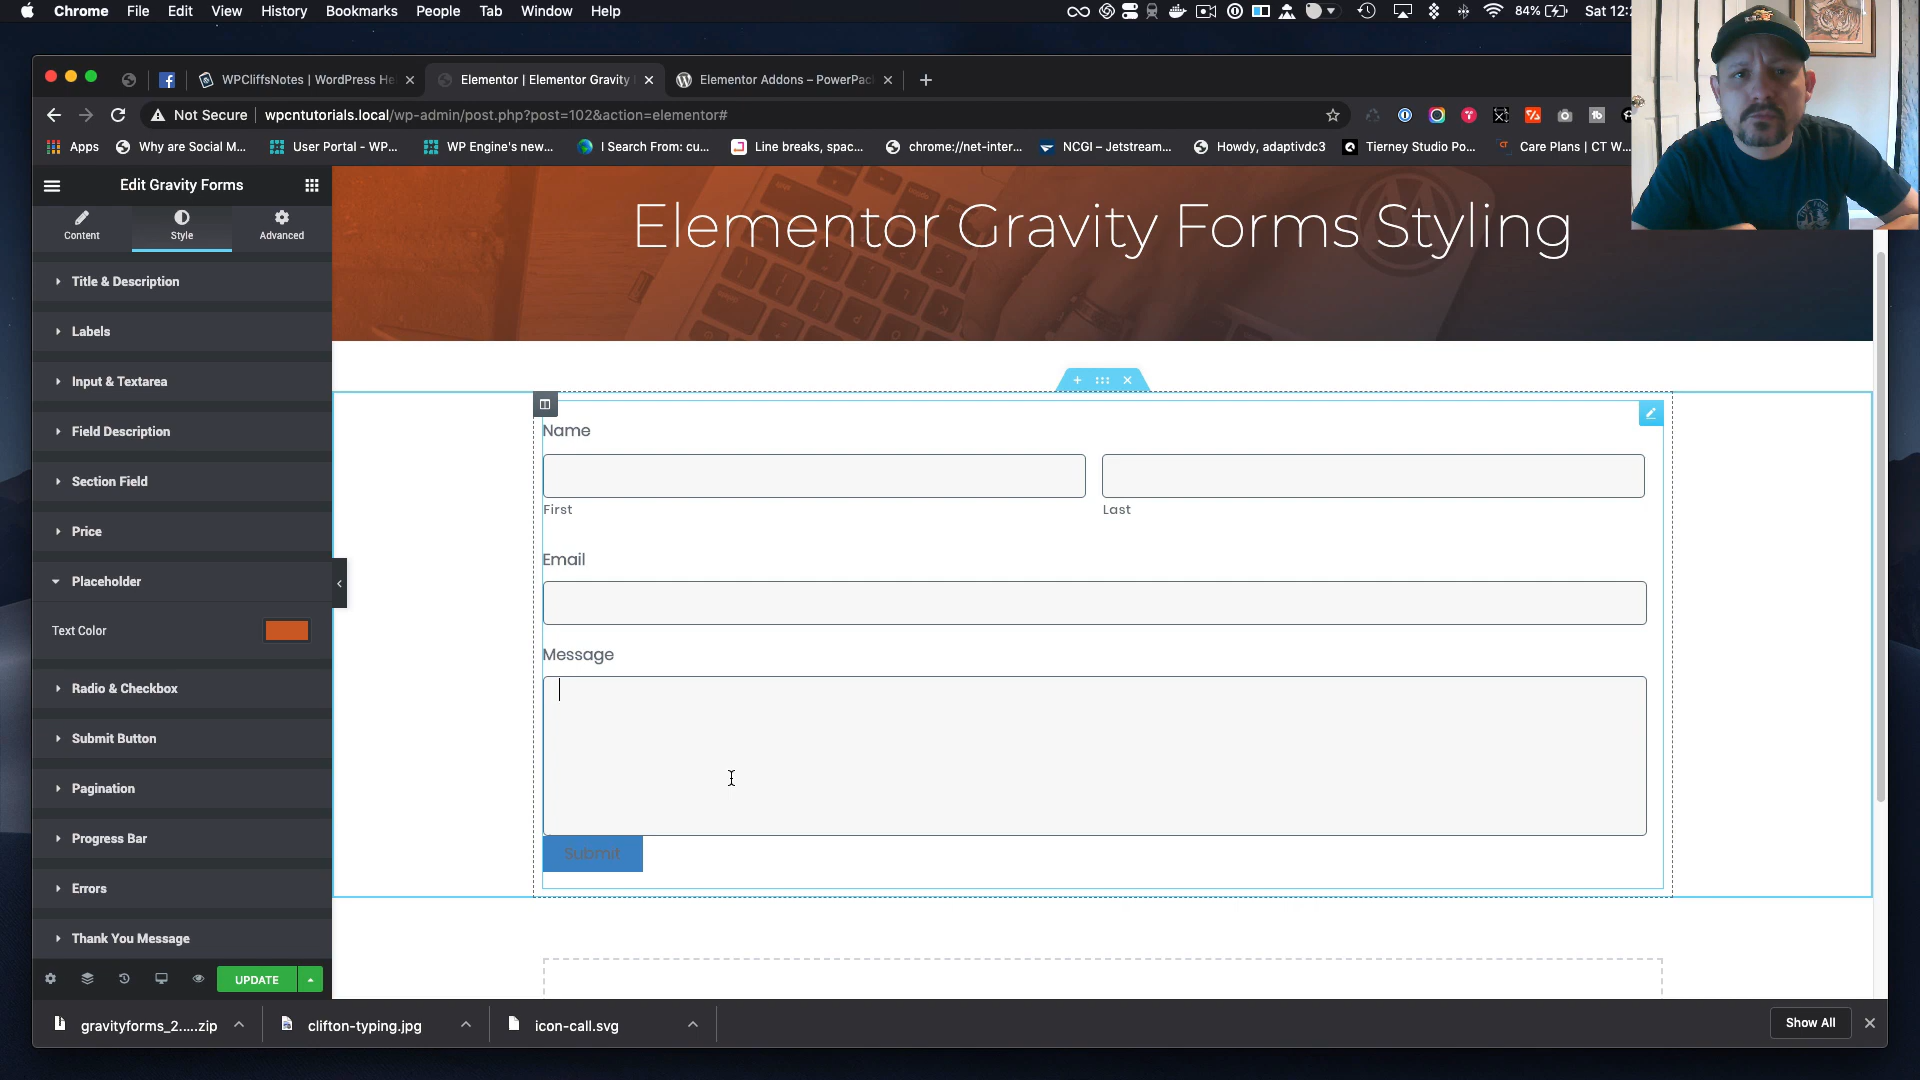 Chrome File Edit View History Bookmarks People Tab Window Help
84% Sat 12:2
WPCliffsNotes | WordPress He
Elementor | Elementor Gravity
Elementor Addons – PowerPac
Not Secure | wpcntutorials.local/wp-admin/post.php?post=102&action=elementor#
Apps
Why are Social M...
User Portal - WP...
WP Engine's new...
I Search From: cu...
Line breaks, spac...
chrome://net-inter...
NCGI – Jetstream...
Howdy, adaptivdc3
Tierney Studio Po...
Care Plans | CT W...
Edit Gravity Forms
Content
Style
Advanced
Title & Description
Labels
Input & Textarea
Field Description
Section Field
Price
Placeholder
Text Color
Radio & Checkbox
Submit Button
Pagination
Progress Bar
Errors
Thank You Message
UPDATE
Elementor Gravity Forms Styling
Name
First
Last
Email
Message
Submit
gravityforms_2.....zip
clifton-typing.jpg
icon-call.svg
Show All